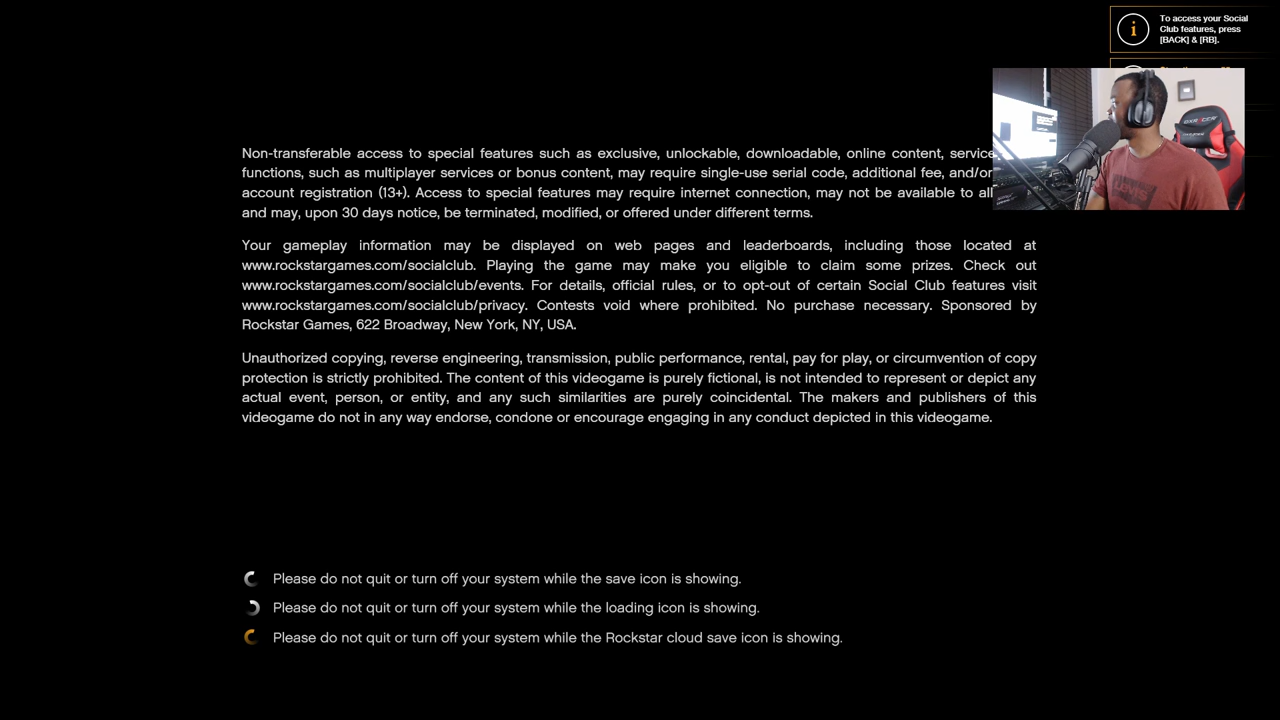 To access your Social
Club features, press
[BACK] & [RB].
Non-transferable access to special features such as exclusive, unlockable, downloadable, online content, service
functions, such as multiplayer services or bonus content, may require single-use serial code, additional fee, and/or
account registration (13+). Access to special features may require internet connection, may not be available to all
and may, upon 30 days notice, be terminated, modified, or offered under different terms.
Your gameplay information may be displayed on web pages and leaderboards, including those located at
www.rockstargames.com/socialclub. Playing the game may make you eligible to claim some prizes. Check out
www.rockstargames.com/socialclub/events. For details, official rules, or to opt-out of certain Social Club features visit
www.rockstargames.com/socialclub/privacy. Contests void where prohibited. No purchase necessary. Sponsored by
Rockstar Games, 622 Broadway, New York, NY, USA.
Unauthorized copying, reverse engineering, transmission, public performance, rental, pay for play, or circumvention of copy
protection is strictly prohibited. The content of this videogame is purely fictional, is not intended to represent or depict any
actual event, person, or entity, and any such similarities are purely coincidental. The makers and publishers of this
videogame do not in any way endorse, condone or encourage engaging in any conduct depicted in this videogame.
Please do not quit or turn off your system while the save icon is showing.
Please do not quit or turn off your system while the loading icon is showing.
Please do not quit or turn off your system while the Rockstar cloud save icon is showing.
LEVI'S